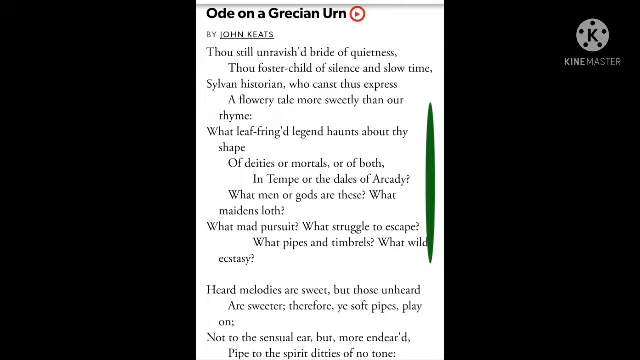 Ode on a Grecian Urn
BY JOHN KEATS
Thou still unravish'd bride of quietness,
Thou foster-child of silence and slow time,
Sylvan historian, who canst thus express
A flowery tale more sweetly than our
rhyme:
What leaf-fring'd legend haunts about thy
shape
Of deities or mortals, or of both,
In Tempe or the dales of Arcady?
What men or gods are these? What
maidens loth?
What mad pursuit? What struggle to escape?
What pipes and timbrels? What wild
ecstasy?
Heard melodies are sweet, but those unheard
Are sweeter; therefore, ye soft pipes, play
on;
Not to the sensual ear, but, more endear'd,
Pipe to the spirit ditties of no tone:
K
KINEMASTER